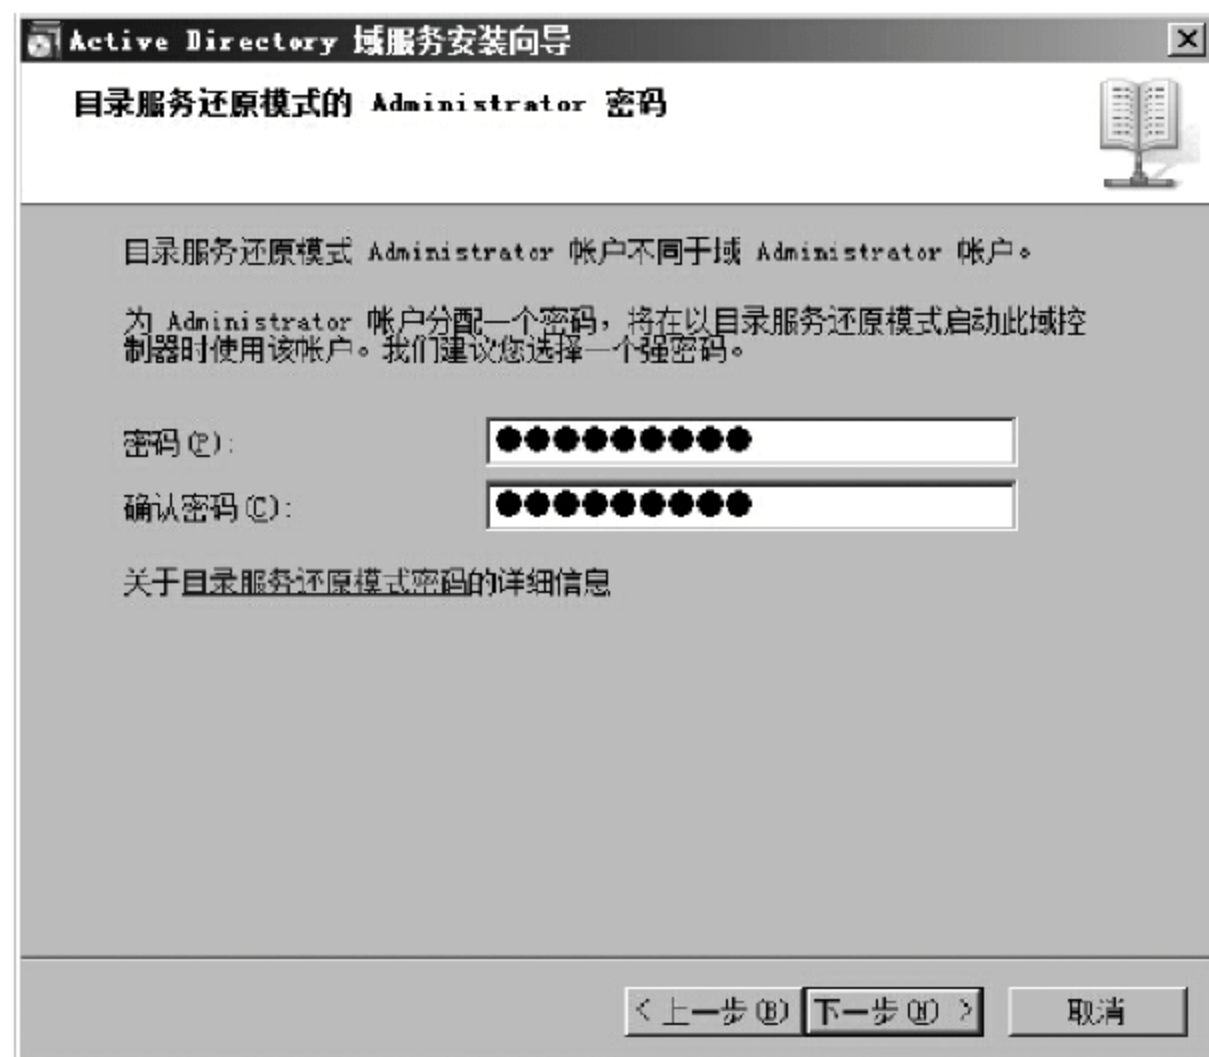 Active Directory 域服务安装向导
目录服务还原模式的 Administrator 密码
目录服务还原模式 Administrator 帐户不同于域 Administrator 帐户。
为 Administrator 帐户分配一个密码，将在以目录服务还原模式启动此域控
制器时使用该帐户。我们建议您选择一个强密码。
密码(P):
确认密码(C):
关于目录服务还原模式密码的详细信息
< 上一步(B) 下一步(N) > 取消